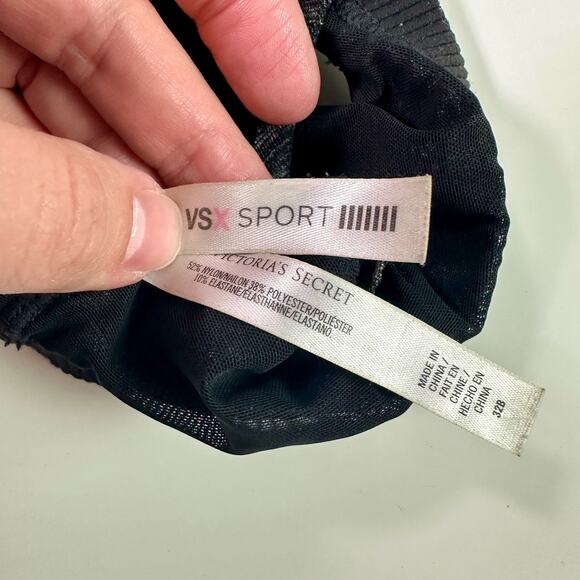 VSX SPORT
VICTORIA'S SECRET
52% NYLON/NAILON 38% POLYESTER/POLIÉSTER
10% ELASTANE/ÉLASTHANNE/ELASTANO.
MADE IN
CHINA /
FAIT EN
CHINE /
HECHO EN
CHINA
32B